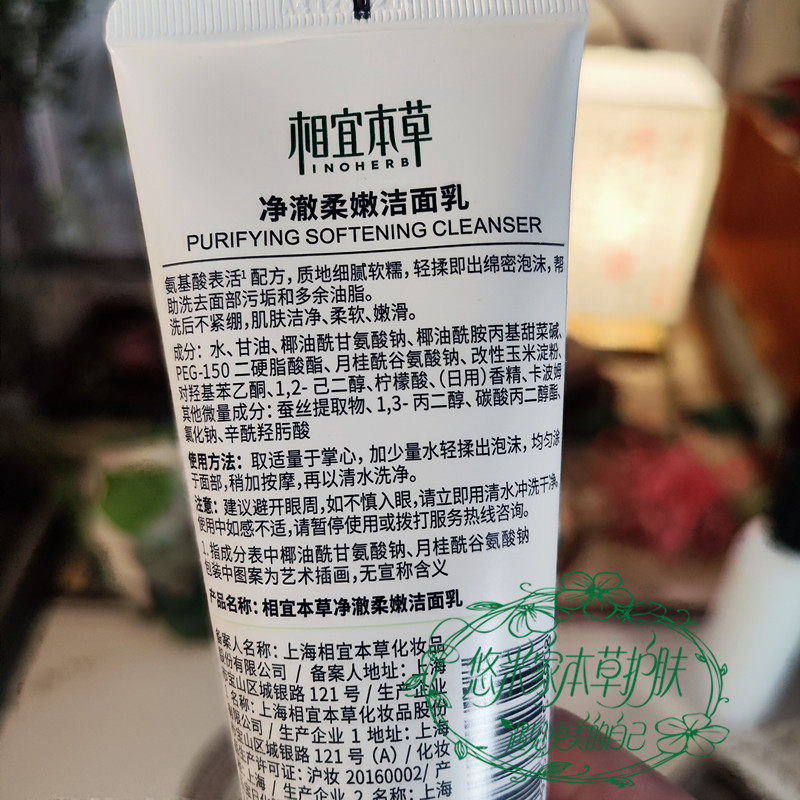 相宜本草
INOHERB
净澈柔嫩洁面乳
PURIFYING SOFTENING CLEANSER
氨基酸表活¹配方，质地细腻软糯，轻揉即出绵密泡沫，帮
助洗去面部污垢和多余油脂。
洗后不紧绷，肌肤洁净、柔软、嫩滑。
成分：水、甘油、椰油酰甘氨酸钠、椰油酰胺丙基甜菜碱、
PEG-150 二硬脂酸酯、月桂酰谷氨酸钠、改性玉米淀粉、
对羟基苯乙酮、1,2- 己二醇、柠檬酸、（日用）香精、卡波姆
其他微量成分：蚕丝提取物、1,3- 丙二醇、碳酸丙二醇酯、
氯化钠、辛酰羟肟酸
使用方法：取适量于掌心，加少量水轻揉出泡沫，均匀涂
于面部，稍加按摩，再以清水洗净。
注意：建议避开眼周，如不慎入眼，请立即用清水冲洗干净。
使用中如感不适，请暂停使用或拨打服务热线咨询。
1. 指成分表中椰油酰甘氨酸钠、月桂酰谷氨酸钠
包装中图案为艺术插画，无宣称含义
产品名称：相宜本草净澈柔嫩洁面乳
备案人名称：上海相宜本草化妆品
股份有限公司 / 备案人地址：上海
市宝山区城银路 121 号 / 生产企业
：上海相宜本草化妆品股份
有限公司 / 生产企业 1 地址：上海
宝山区城银路 121 号（A）/ 化妆
生产许可证：沪妆 20160002/ 产
上海 / 生产企业 2 名称：上海
悠米家本草护肤